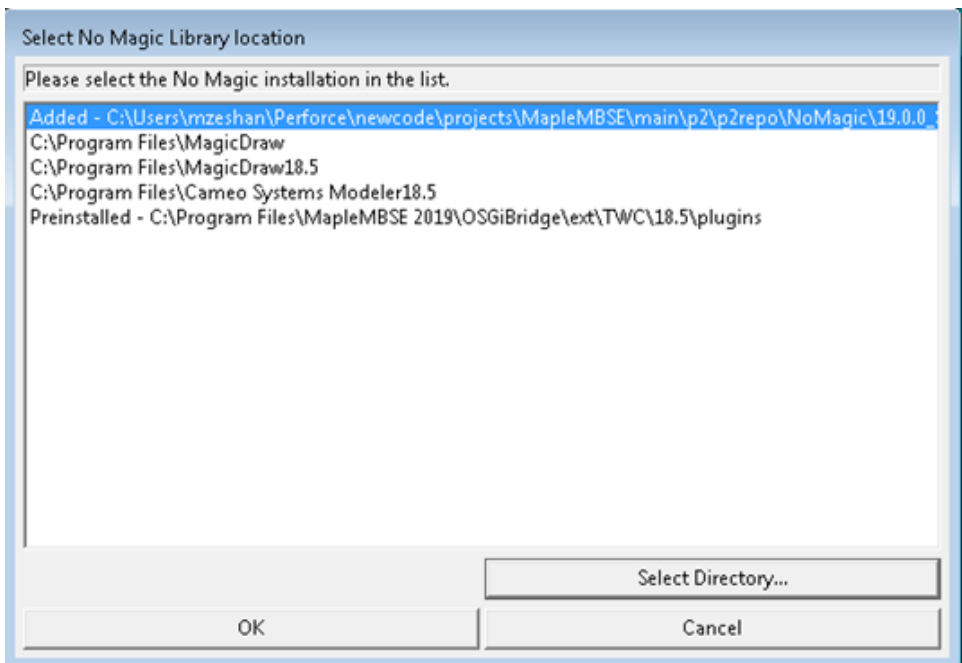 Select No Magic Library location
Please select the No Magic installation in the list.
Added - C:\Users\mzeshan\Perforce\newcode\projects\MapleMBSE\main\p2\p2repo\NoMagic\19.0.0_
C:\Program Files\MagicDraw
C:\Program Files\MagicDraw18.5
C:\Program Files\Cameo Systems Modeler18.5
Preinstalled - C:\Program Files\MapleMBSE 2019\OSGiBridge\ext\TWC\18.5\plugins
Select Directory...
OK Cancel